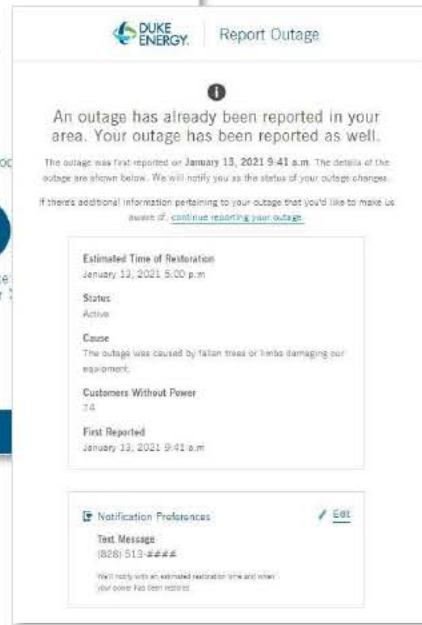 DUKE
ENERGY.
Report Outage
An outage has already been reported in your
area. Your outage has been reported as well.
The outage was first reported on January 13, 2021 9:41 a.m. The details of the
outage are shown below. We will notify you as the status of your outage changes.
If there's additional information pertaining to your outage that you'd like to make us
aware of, continue reporting your outage.
Estimated Time of Restoration
January 13, 2021 5:00 p.m
Status
Active
Cause
The outage was caused by fallen trees or limbs damaging our
equipment.
Customers Without Power
74
First Reported
January 13, 2021 9:41 a.m
Notification Preferences
Edit
Text Message
(828) 513-####
We'll notify with an estimated restoration time and when
your power has been restored.